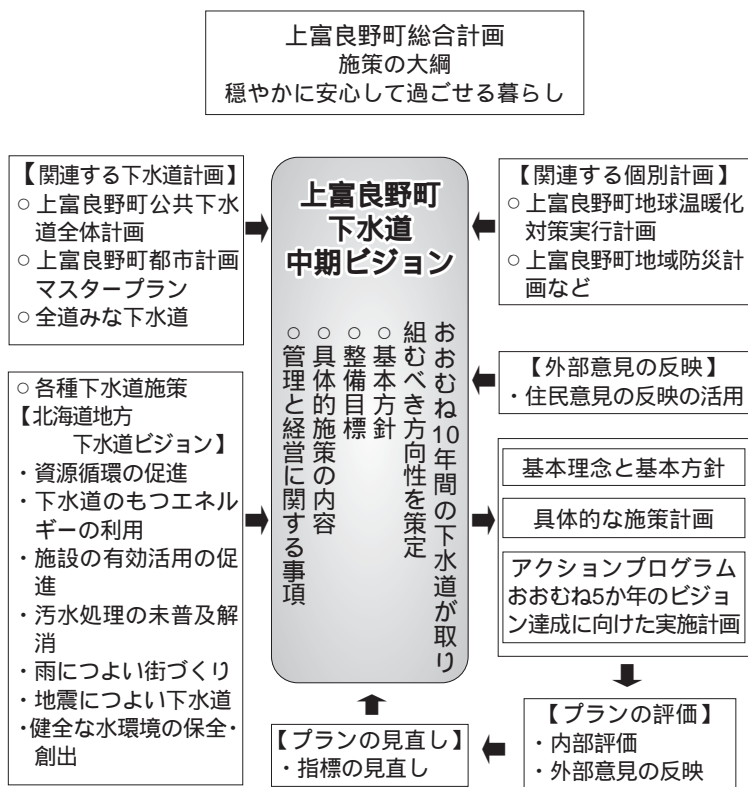 上富良野町総合計画
施策の大綱
穏やかに安心して過ごせる暮らし
【関連する下水道計画】
○上富良野町公共下水
道全体計画
○上富良野町都市計画
マスタープラン
○全道みな下水道
○各種下水道施策
【北海道地方
下水道ビジョン】
・資源循環の促進
・下水道のもつエネル
ギーの利用
・施設の有効活用の促
進
・汚水処理の未普及解
消
・雨につよい街づくり
・地震につよい下水道
・健全な水環境の保全・
創出
上富良野町
下水道
中期ビジョン
おおむね10年間の下水道が取り
組むべき方向性を策定
○基本方針
○整備目標
○具体的施策の内容
○管理と経営に関する事項
【関連する個別計画】
○上富良野町地球温暖化
対策実行計画
○上富良野町地域防災計
画など
【外部意見の反映】
・住民意見の反映の活用
基本理念と基本方針
具体的な施策計画
アクションプログラム
おおむね5か年のビジョ
ン達成に向けた実施計画
【プランの評価】
・内部評価
・外部意見の反映
【プランの見直し】
・指標の見直し